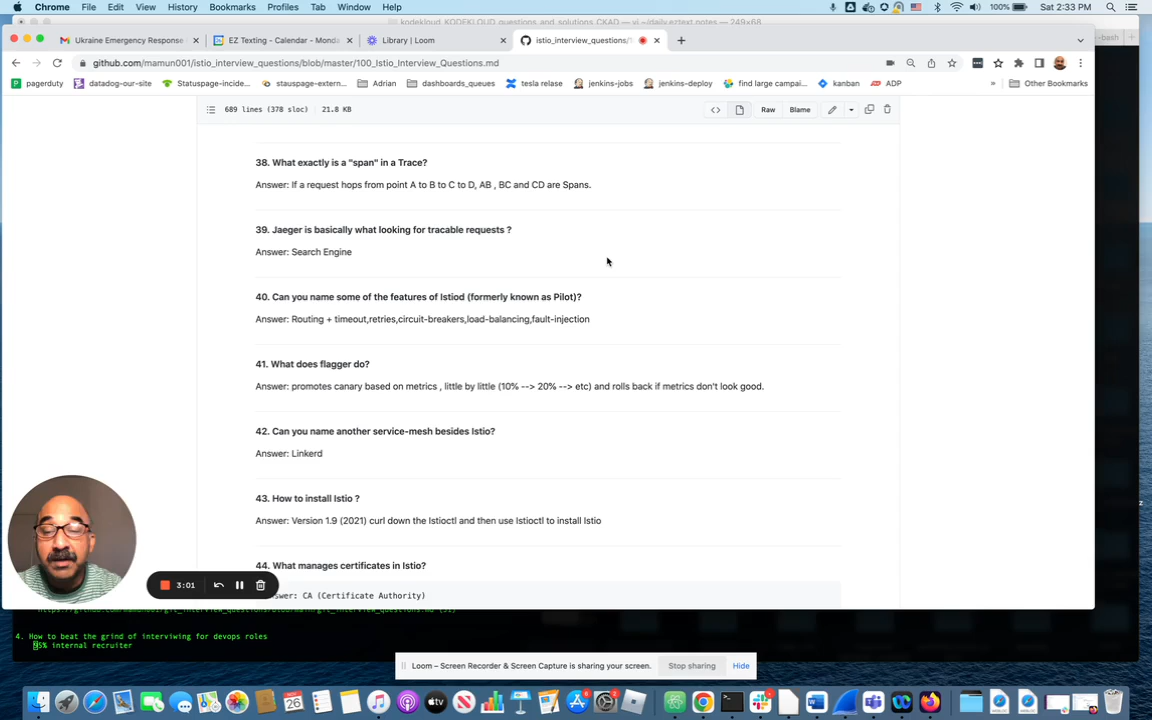 Chrome File Edit View History Bookmarks Profiles Tab Window Help 100% Sat 2:33 PM
kodekloud_KODEKLOUD_questions_and_solutions_CKAD — vi ~/daily.eztext.notes — 249x68
Ukraine Emergency Response
EZ Texting - Calendar - Monda
Library | Loom
istio_interview_questions/
-bash
github.com/mamun001/istio_interview_questions/blob/master/100_Istio_Interview_Questions.md
pagerduty datadog-our-site Statuspage-incide... stauspage-extern... Adrian dashboards_queues tesla relase jenkins-jobs jenkins-deploy find large campai... kanban ADP » Other Bookmarks
689 lines (378 sloc) 21.8 KB
Raw Blame
38. What exactly is a "span" in a Trace?
Answer: If a request hops from point A to B to C to D, AB , BC and CD are Spans.
39. Jaeger is basically what looking for tracable requests ?
Answer: Search Engine
40. Can you name some of the features of Istiod (formerly known as Pilot)?
Answer: Routing + timeout,retries,circuit-breakers,load-balancing,fault-injection
41. What does flagger do?
Answer: promotes canary based on metrics , little by little (10% --> 20% --> etc) and rolls back if metrics don't look good.
42. Can you name another service-mesh besides Istio?
Answer: Linkerd
43. How to install Istio ?
Answer: Version 1.9 (2021) curl down the Istioctl and then use Istioctl to install Istio
44. What manages certificates in Istio?
Answer: CA (Certificate Authority)
3:01
4. How to beat the grind of interviwing for devops roles
95% internal recruiter
Loom – Screen Recorder & Screen Capture is sharing your screen. Stop sharing Hide